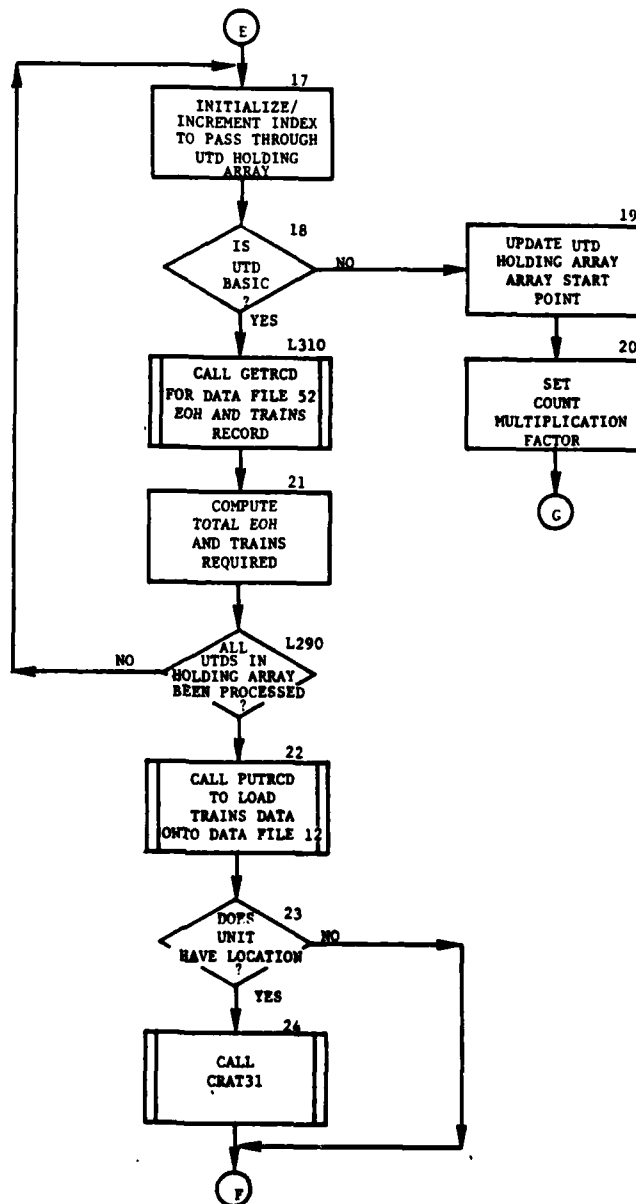 E
17
INITIALIZE/
INCREMENT INDEX
TO PASS THROUGH
UTD HOLDING
ARRAY
18
IS
UTD
BASIC
?
NO
YES
19
UPDATE UTD
HOLDING ARRAY
ARRAY START
POINT
20
SET
COUNT
MULTIPLICATION
FACTOR
G
L310
CALL GETRCD
FOR DATA FILE 52
EOH AND TRAINS
RECORD
21
COMPUTE
TOTAL EOH
AND TRAINS
REQUIRED
L290
ALL
UTDS IN
HOLDING ARRAY
BEEN PROCESSED
?
NO
22
CALL PUTRCD
TO LOAD
TRAINS DATA
ONTO DATA FILE 12
23
DOES
UNIT
HAVE LOCATION
?
NO
YES
24
CALL
CRAT31
F